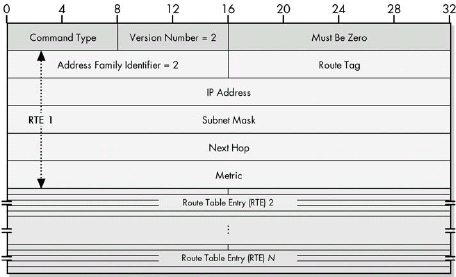 0 4 8 12 16 20 24 28 32
Command Type Version Number = 2 Must Be Zero
Address Family Identifier = 2 Route Tag
IP Address
RTE 1 Subnet Mask
Next Hop
Metric
Route Table Entry (RTE) 2
⋮
Route Table Entry (RTE) N